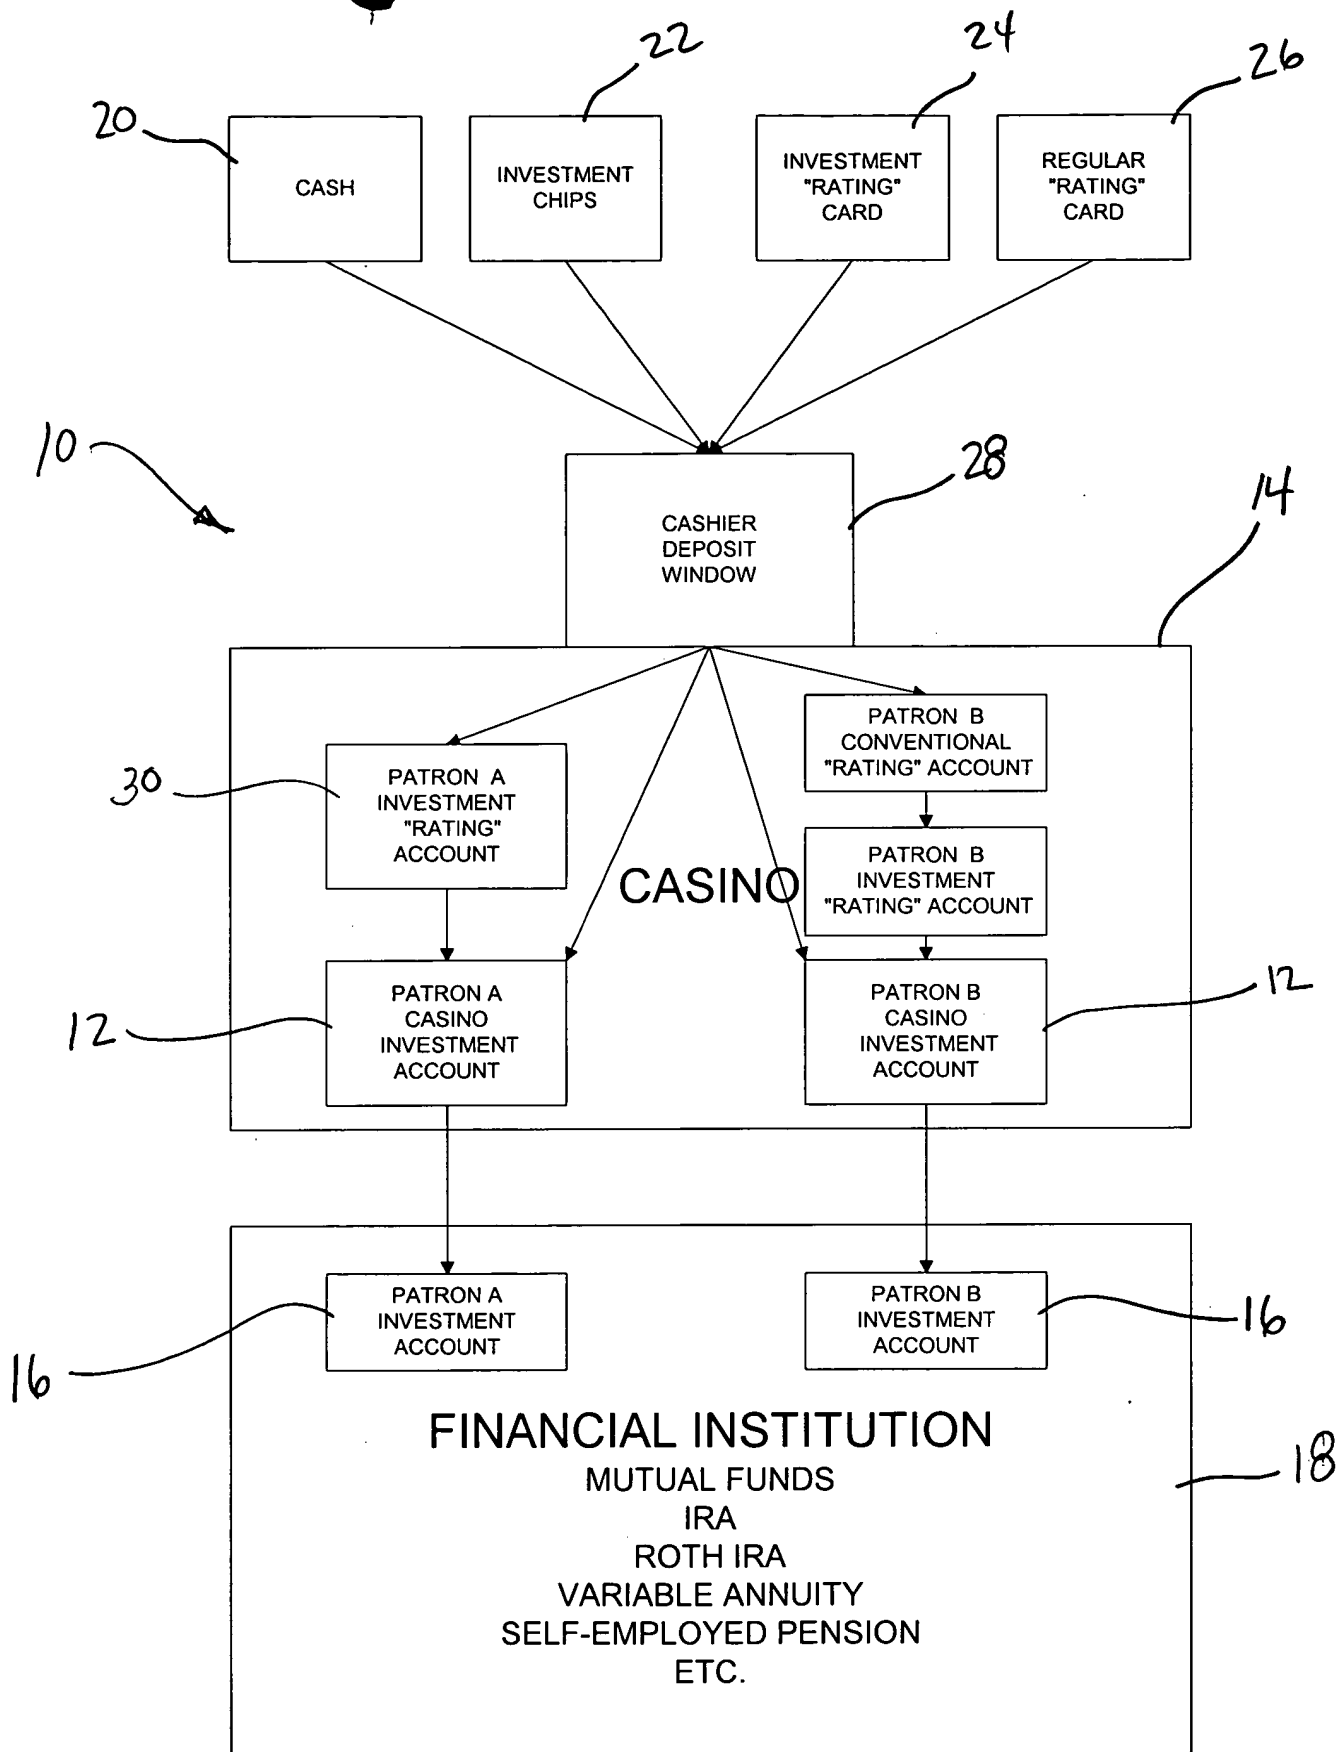 22
24
26
20
CASH
INVESTMENT
CHIPS
INVESTMENT
"RATING"
CARD
REGULAR
"RATING"
CARD
10
28
14
CASHIER
DEPOSIT
WINDOW
30
PATRON A
INVESTMENT
"RATING"
ACCOUNT
PATRON B
CONVENTIONAL
"RATING" ACCOUNT
PATRON B
INVESTMENT
"RATING" ACCOUNT
CASINO
12
PATRON A
CASINO
INVESTMENT
ACCOUNT
PATRON B
CASINO
INVESTMENT
ACCOUNT
12
16
PATRON A
INVESTMENT
ACCOUNT
PATRON B
INVESTMENT
ACCOUNT
16
FINANCIAL INSTITUTION
MUTUAL FUNDS
IRA
ROTH IRA
VARIABLE ANNUITY
SELF-EMPLOYED PENSION
ETC.
18